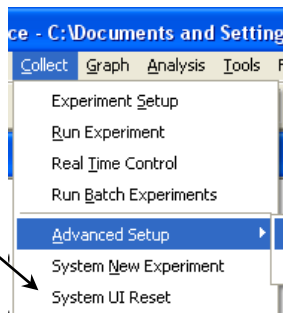 ce - C:\Documents and Setting
Collect Graph Analysis Tools
Experiment Setup
Run Experiment
Real Time Control
Run Batch Experiments
Advanced Setup
System New Experiment
System UI Reset